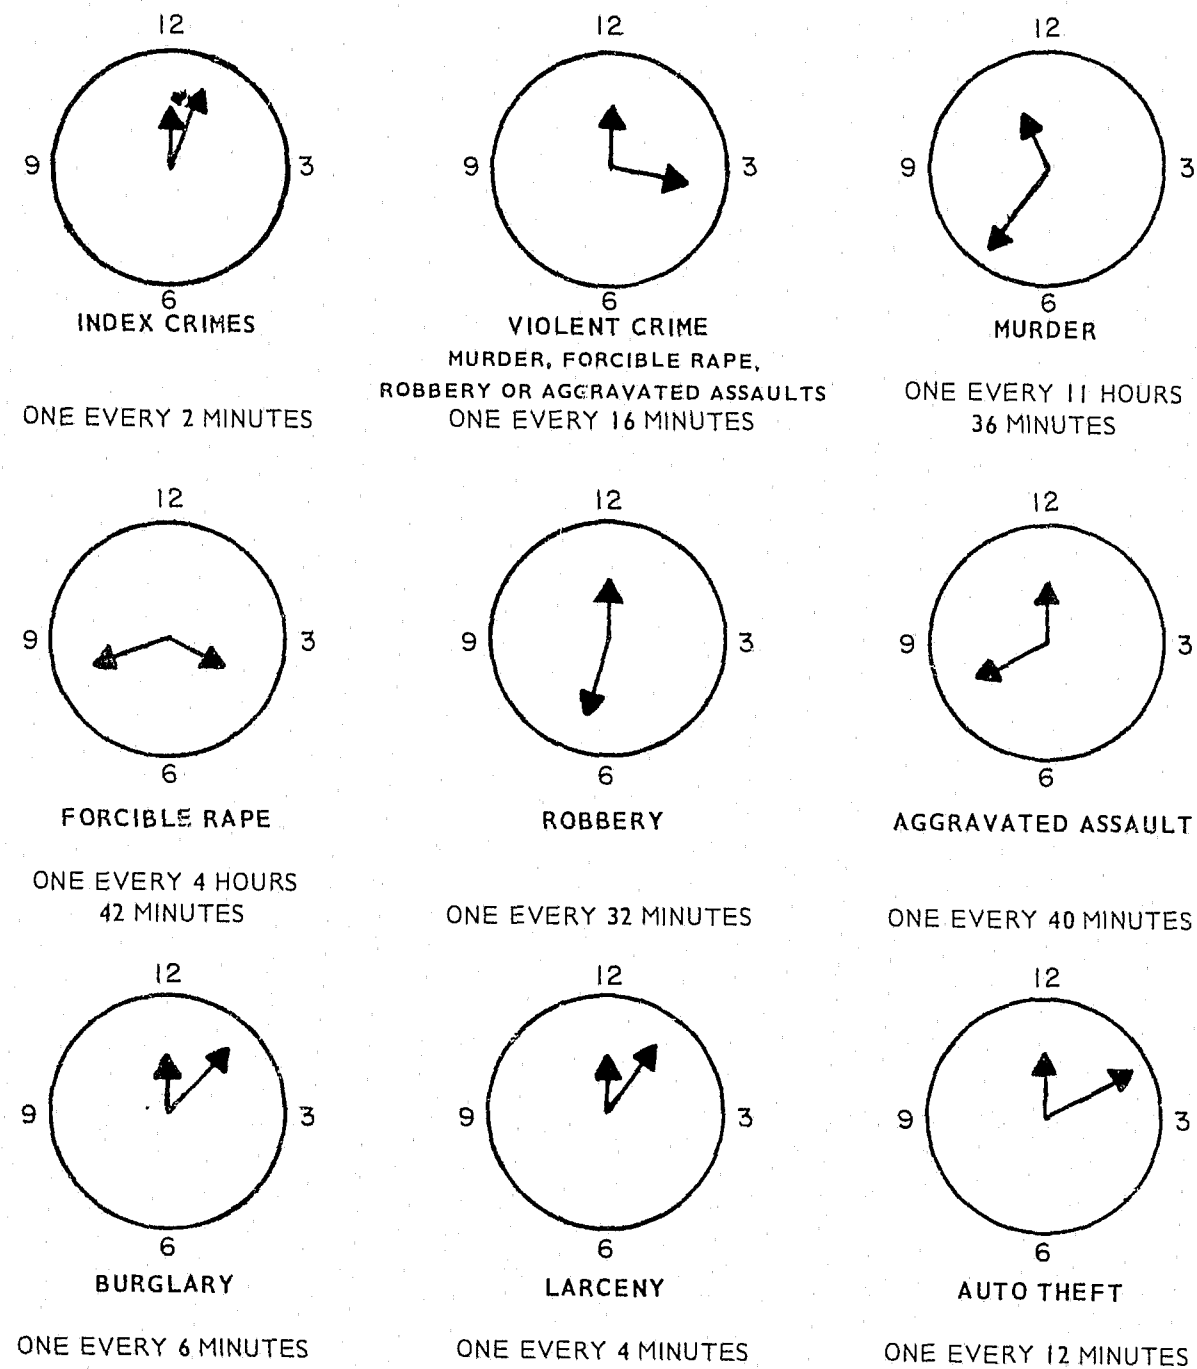 12
9
3
6
INDEX CRIMES
ONE EVERY 2 MINUTES
12
9
3
6
VIOLENT CRIME
MURDER, FORCIBLE RAPE,
ROBBERY OR AGGRAVATED ASSAULTS
ONE EVERY 16 MINUTES
12
9
3
6
MURDER
ONE EVERY 11 HOURS
36 MINUTES
12
9
3
6
FORCIBLE RAPE
ONE EVERY 4 HOURS
42 MINUTES
12
9
3
6
ROBBERY
ONE EVERY 32 MINUTES
12
9
3
6
AGGRAVATED ASSAULT
ONE EVERY 40 MINUTES
12
9
3
6
BURGLARY
ONE EVERY 6 MINUTES
12
9
3
6
LARCENY
ONE EVERY 4 MINUTES
12
9
3
6
AUTO THEFT
ONE EVERY 12 MINUTES